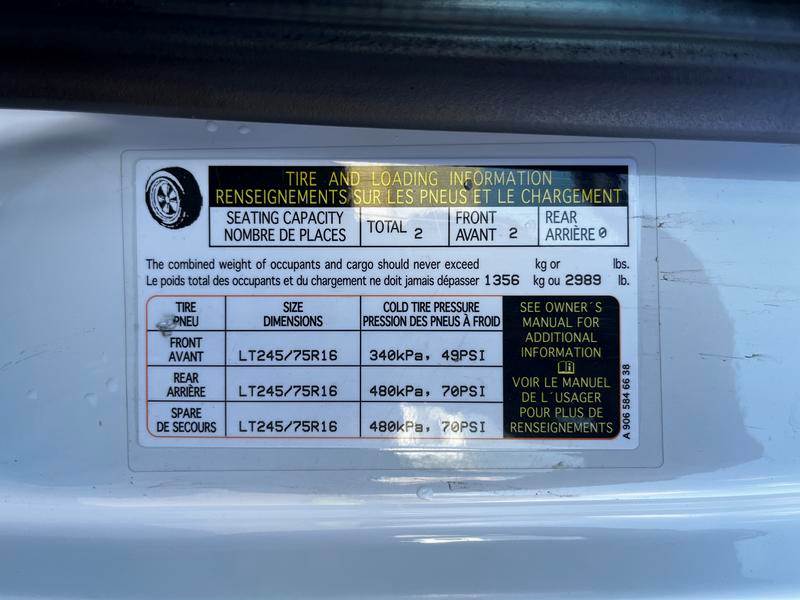 TIRE AND LOADING INFORMATION
RENSEIGNEMENTS SUR LES PNEUS ET LE CHARGEMENT
SEATING CAPACITY
NOMBRE DE PLACES
TOTAL 2
FRONT
AVANT 2
REAR
ARRIÈRE 0
The combined weight of occupants and cargo should never exceed kg or lbs.
Le poids total des occupants et du chargement ne doit jamais dépasser 1356 kg ou 2989 lb.
TIRE
PNEU
SIZE
DIMENSIONS
COLD TIRE PRESSURE
PRESSION DES PNEUS À FROID
FRONT
AVANT
LT245/75R16
340kPa, 49PSI
REAR
ARRIÈRE
LT245/75R16
480kPa, 70PSI
SPARE
DE SECOURS
LT245/75R16
480kPa, 70PSI
SEE OWNER´S
MANUAL FOR
ADDITIONAL
INFORMATION
VOIR LE MANUEL
DE L´USAGER
POUR PLUS DE
RENSEIGNEMENTS
A 906 584 66 38